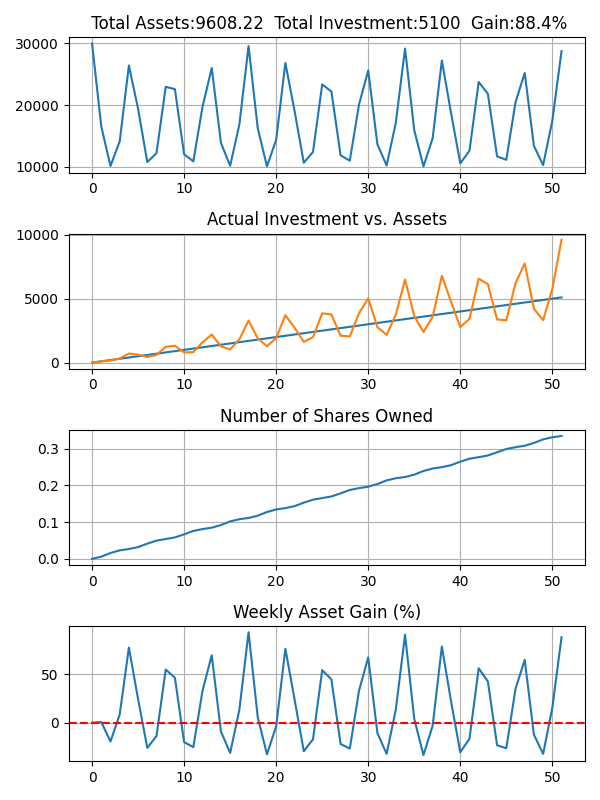 Total Assets:9608.22  Total Investment:5100  Gain:88.4%
30000
20000
10000
0 10 20 30 40 50
Actual Investment vs. Assets
10000
5000
0
0 10 20 30 40 50
Number of Shares Owned
0.3
0.2
0.1
0.0
0 10 20 30 40 50
Weekly Asset Gain (%)
50
0
0 10 20 30 40 50